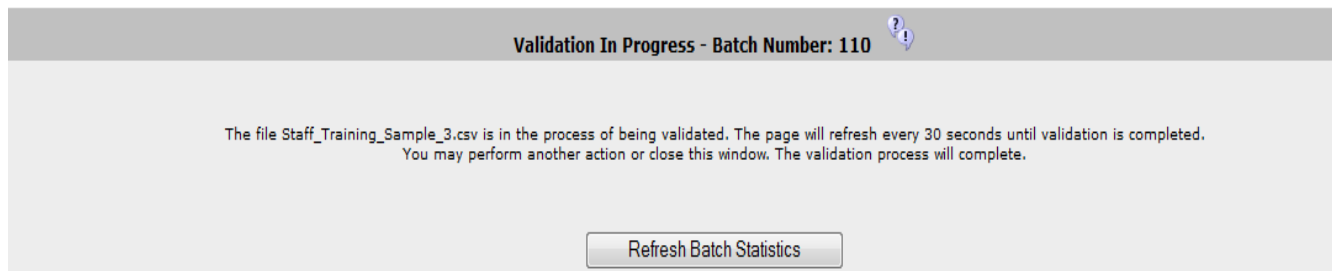 Validation In Progress - Batch Number: 110 ? !
The file Staff_Training_Sample_3.csv is in the process of being validated. The page will refresh every 30 seconds until validation is completed.
You may perform another action or close this window. The validation process will complete.
Refresh Batch Statistics